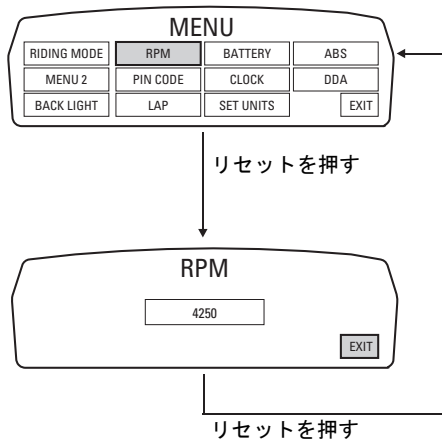 MENU
RIDING MODE RPM BATTERY ABS
MENU 2 PIN CODE CLOCK DDA
BACK LIGHT LAP SET UNITS EXIT
リセットを押す
RPM
4250
EXIT
リセットを押す